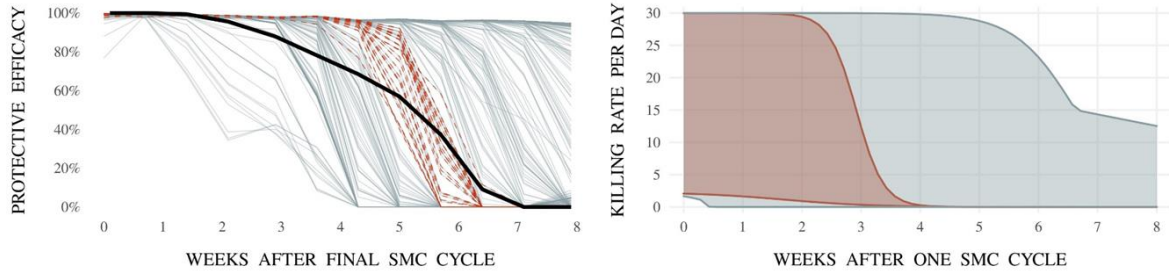 PROTECTIVE EFFICACY
100%
80%
60%
40%
20%
0%
0 1 2 3 4 5 6 7 8
WEEKS AFTER FINAL SMC CYCLE
KILLING RATE PER DAY
30
25
20
15
10
5
0
0 1 2 3 4 5 6 7 8
WEEKS AFTER ONE SMC CYCLE